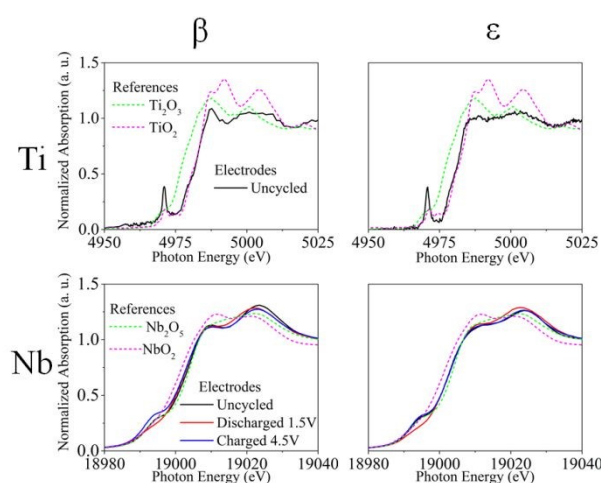 β ε
Ti
Nb
Normalized Absorption (a. u.)
1.5
1.0
0.5
0.0
References
Ti₂O₃
TiO₂
Electrodes
Uncycled
4950 4975 5000 5025
Photon Energy (eV)
4950 4975 5000 5025
Photon Energy (eV)
Normalized Absorption (a. u.)
1.5
1.0
0.5
0.0
References
Nb₂O₅
NbO₂
Electrodes
Uncycled
Discharged 1.5V
Charged 4.5V
18980 19000 19020 19040
Photon Energy (eV)
18980 19000 19020 19040
Photon Energy (eV)